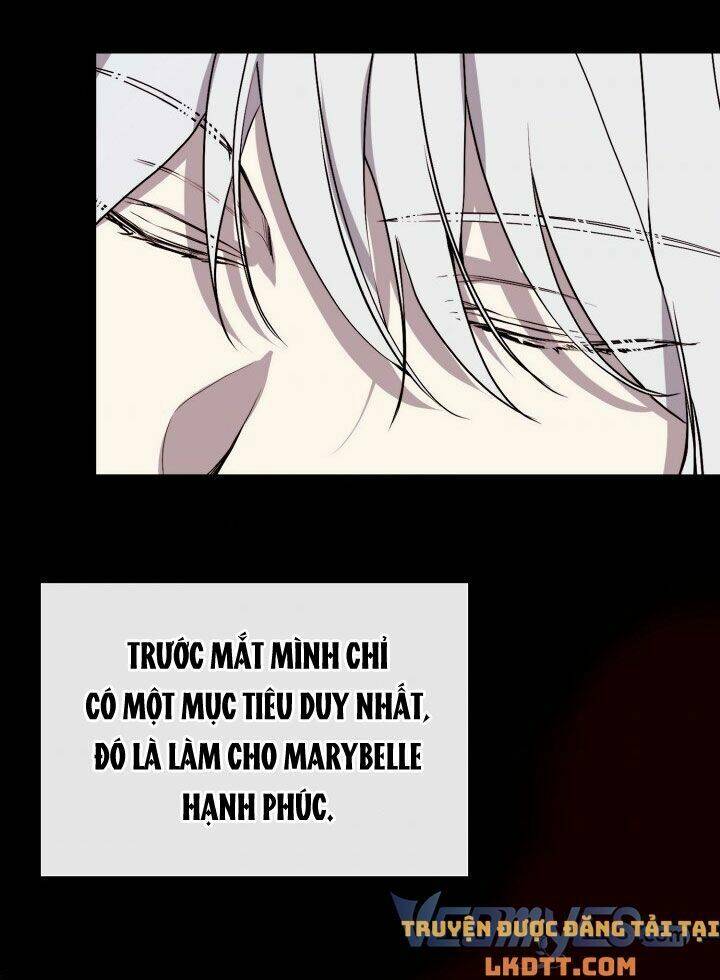 TRƯỚC MẮT MÌNH CHỈ
CÓ MỘT MỤC TIÊU DUY NHẤT,
ĐÓ LÀ LÀM CHO MARYBELLE
HẠNH PHÚC.
TRUYỆN ĐƯỢC ĐĂNG TẢI TẠI
LKDTT.COM